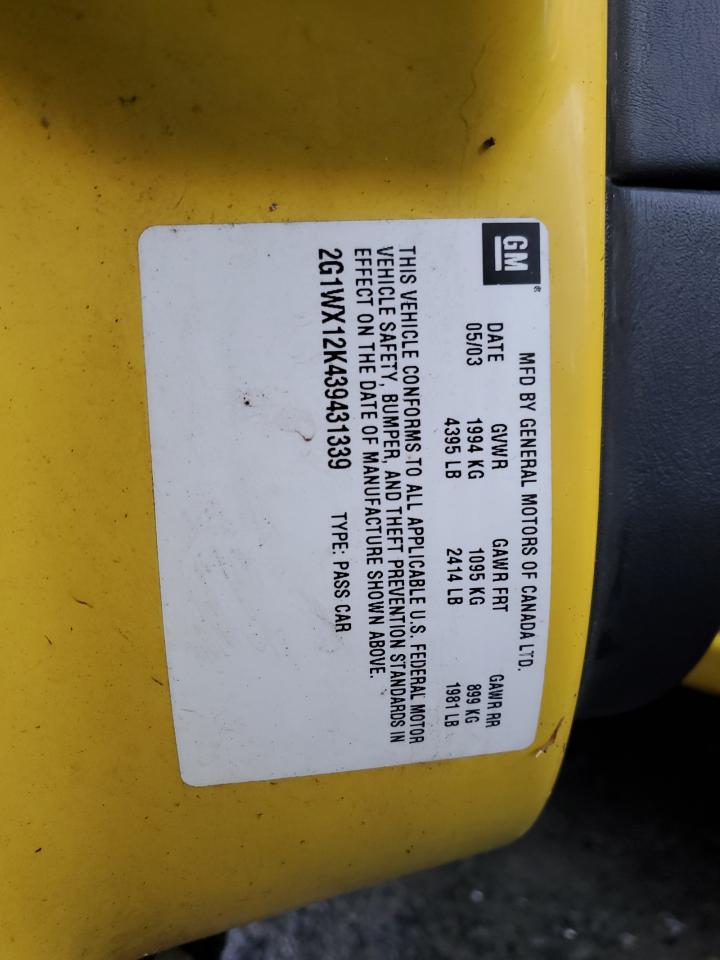 GM®
MFD BY GENERAL MOTORS OF CANADA LTD.
DATE GVWR GAWR FRT GAWR RR
05/03 1994 KG 1095 KG 899 KG
4395 LB 2414 LB 1981 LB
THIS VEHICLE CONFORMS TO ALL APPLICABLE U.S. FEDERAL MOTOR
VEHICLE SAFETY, BUMPER, AND THEFT PREVENTION STANDARDS IN
EFFECT ON THE DATE OF MANUFACTURE SHOWN ABOVE.
2G1WX12K439431339 TYPE: PASS CAR